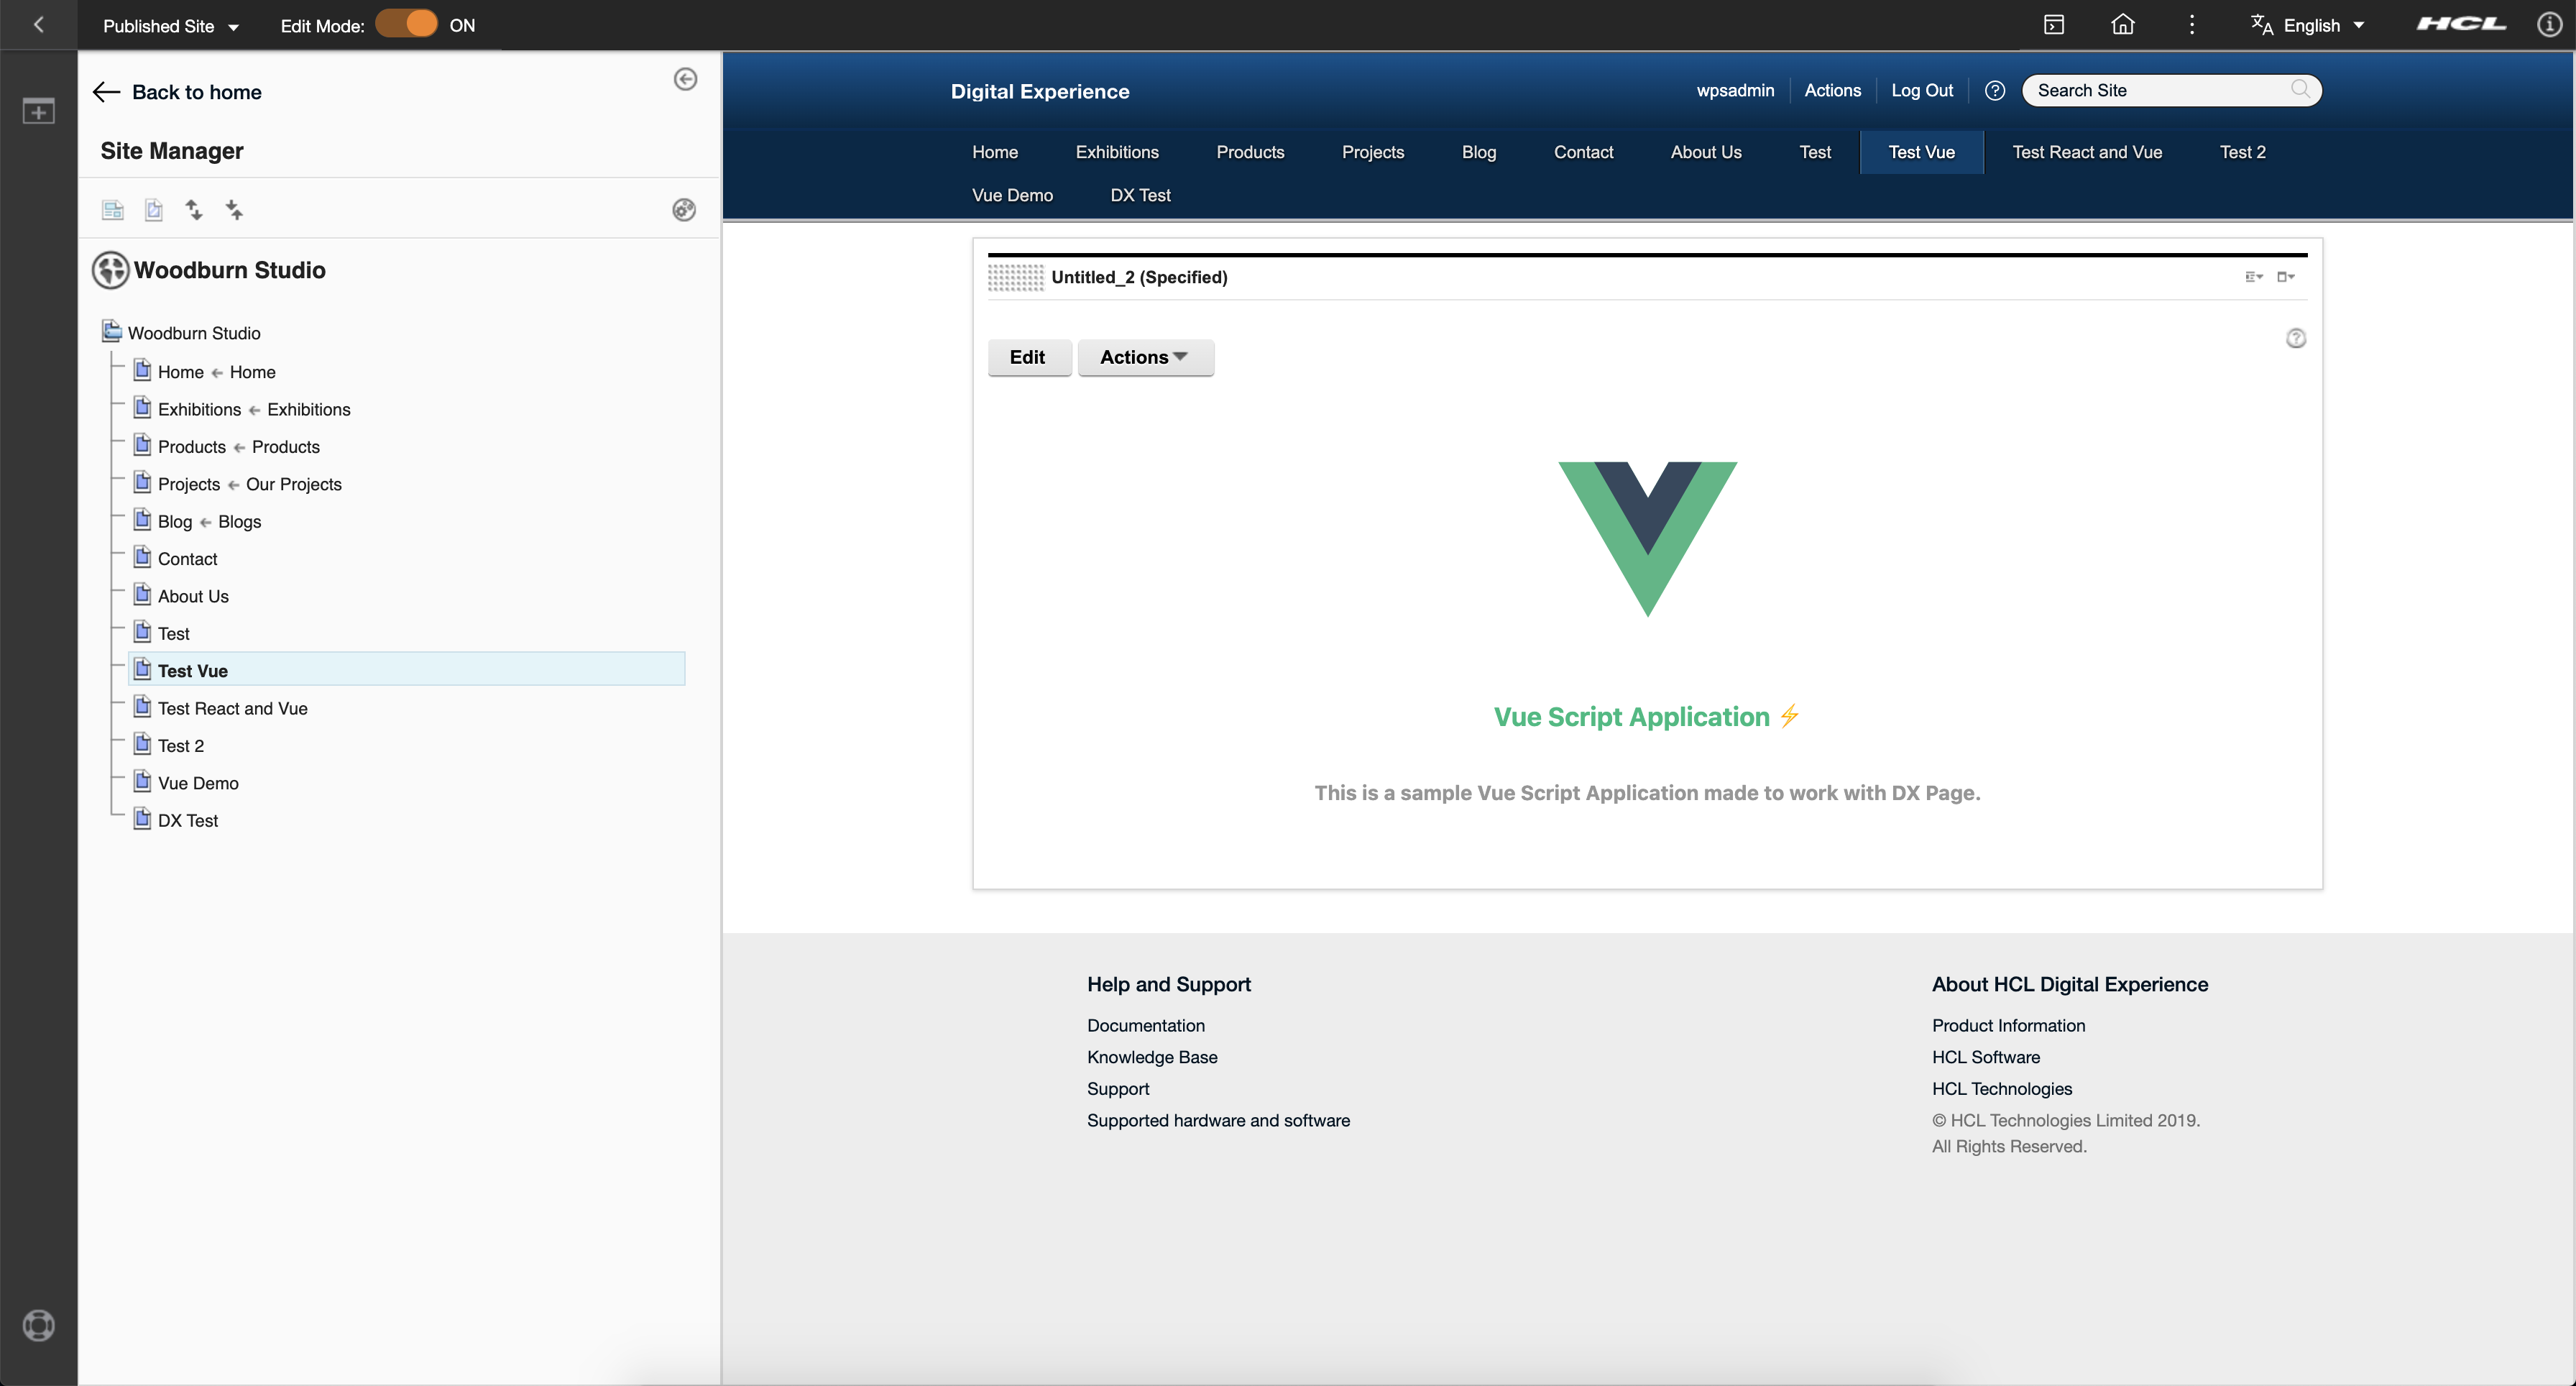 Published Site
Edit Mode: ON
English
HCL
Back to home
Site Manager
Woodburn Studio
Woodburn Studio
Home ← Home
Exhibitions ← Exhibitions
Products ← Products
Projects ← Our Projects
Blog ← Blogs
Contact
About Us
Test
Test Vue
Test React and Vue
Test 2
Vue Demo
DX Test
Digital Experience
wpsadmin Actions Log Out Search Site
Home Exhibitions Products Projects Blog Contact About Us Test Test Vue Test React and Vue Test 2
Vue Demo DX Test
Untitled_2 (Specified)
Edit Actions
Vue Script Application ⚡
This is a sample Vue Script Application made to work with DX Page.
Help and Support
Documentation
Knowledge Base
Support
Supported hardware and software
About HCL Digital Experience
Product Information
HCL Software
HCL Technologies
© HCL Technologies Limited 2019.
All Rights Reserved.